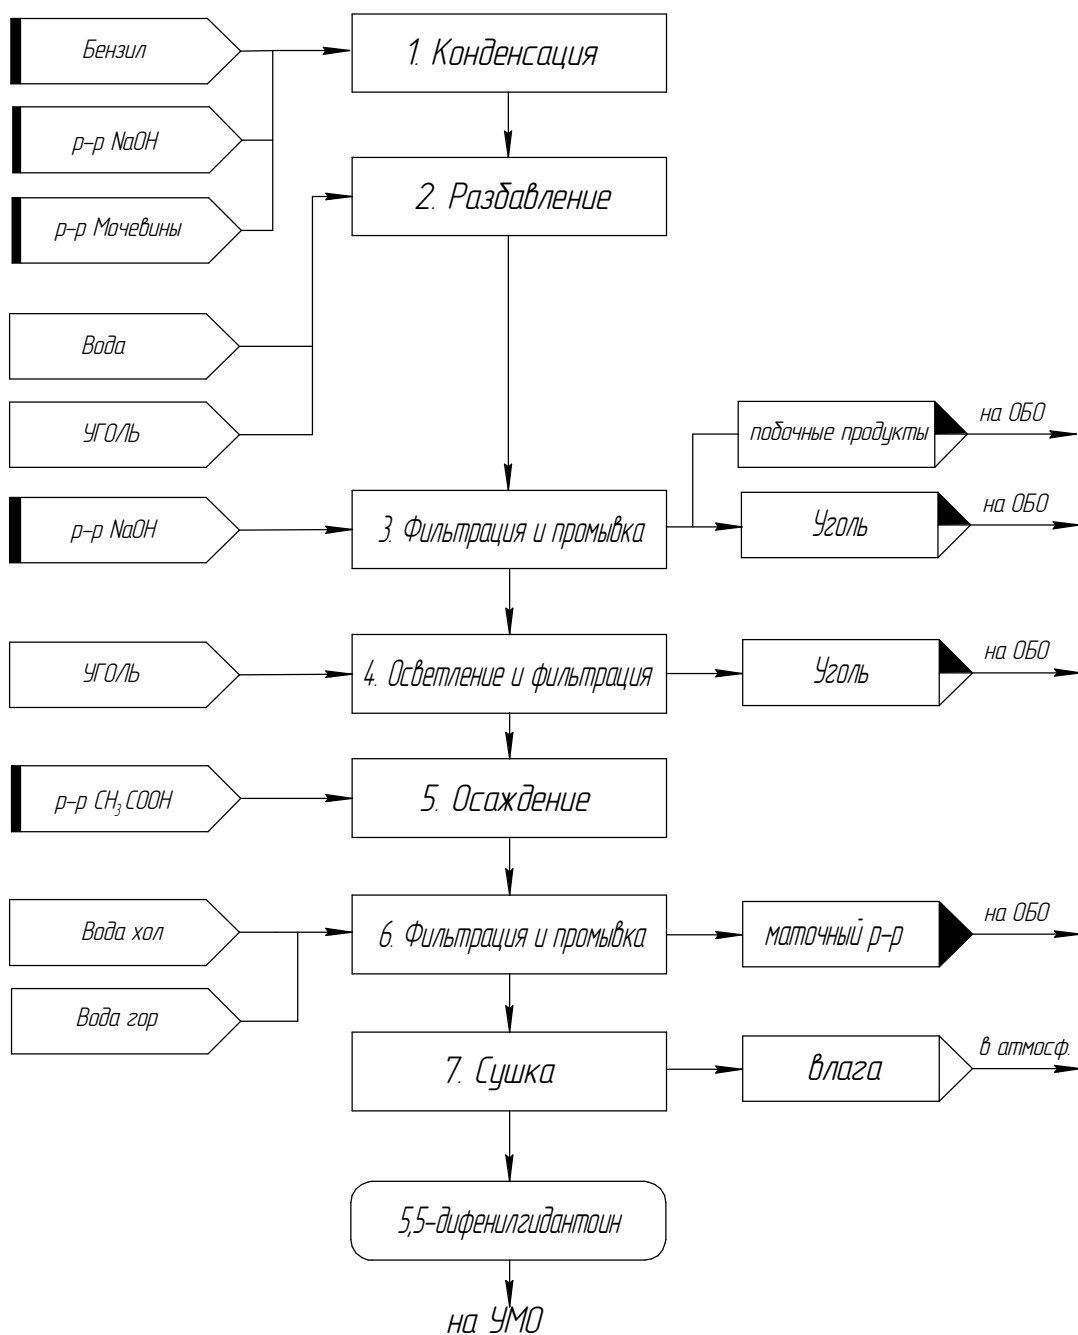 Бензил
1. Конденсация
р-р NaOH
р-р Мочевины
2. Разбавление
Вода
УГОЛЬ
побочные продукты
на ОБО
р-р NaOH
3. Фильтрация и промывка
Уголь
на ОБО
УГОЛЬ
4. Осветление и фильтрация
Уголь
на ОБО
р-р CH₃COOH
5. Осаждение
Вода хол
6. Фильтрация и промывка
маточный р-р
на ОБО
Вода гор
7. Сушка
влага
в атмосф.
5,5-дифенилгидантоин
на УМО